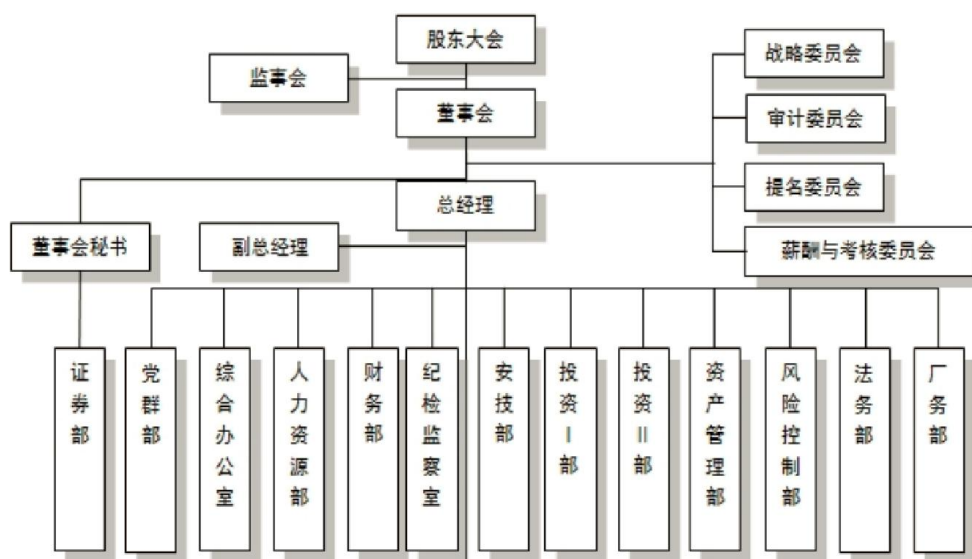 股东大会
战略委员会
监事会
董事会
审计委员会
提名委员会
总经理
董事会秘书
副总经理
薪酬与考核委员会
证券部
党群部
综合办公室
人力资源部
财务部
纪检监察室
安技部
投资Ⅰ部
投资Ⅱ部
资产管理部
风险控制部
法务部
厂务部